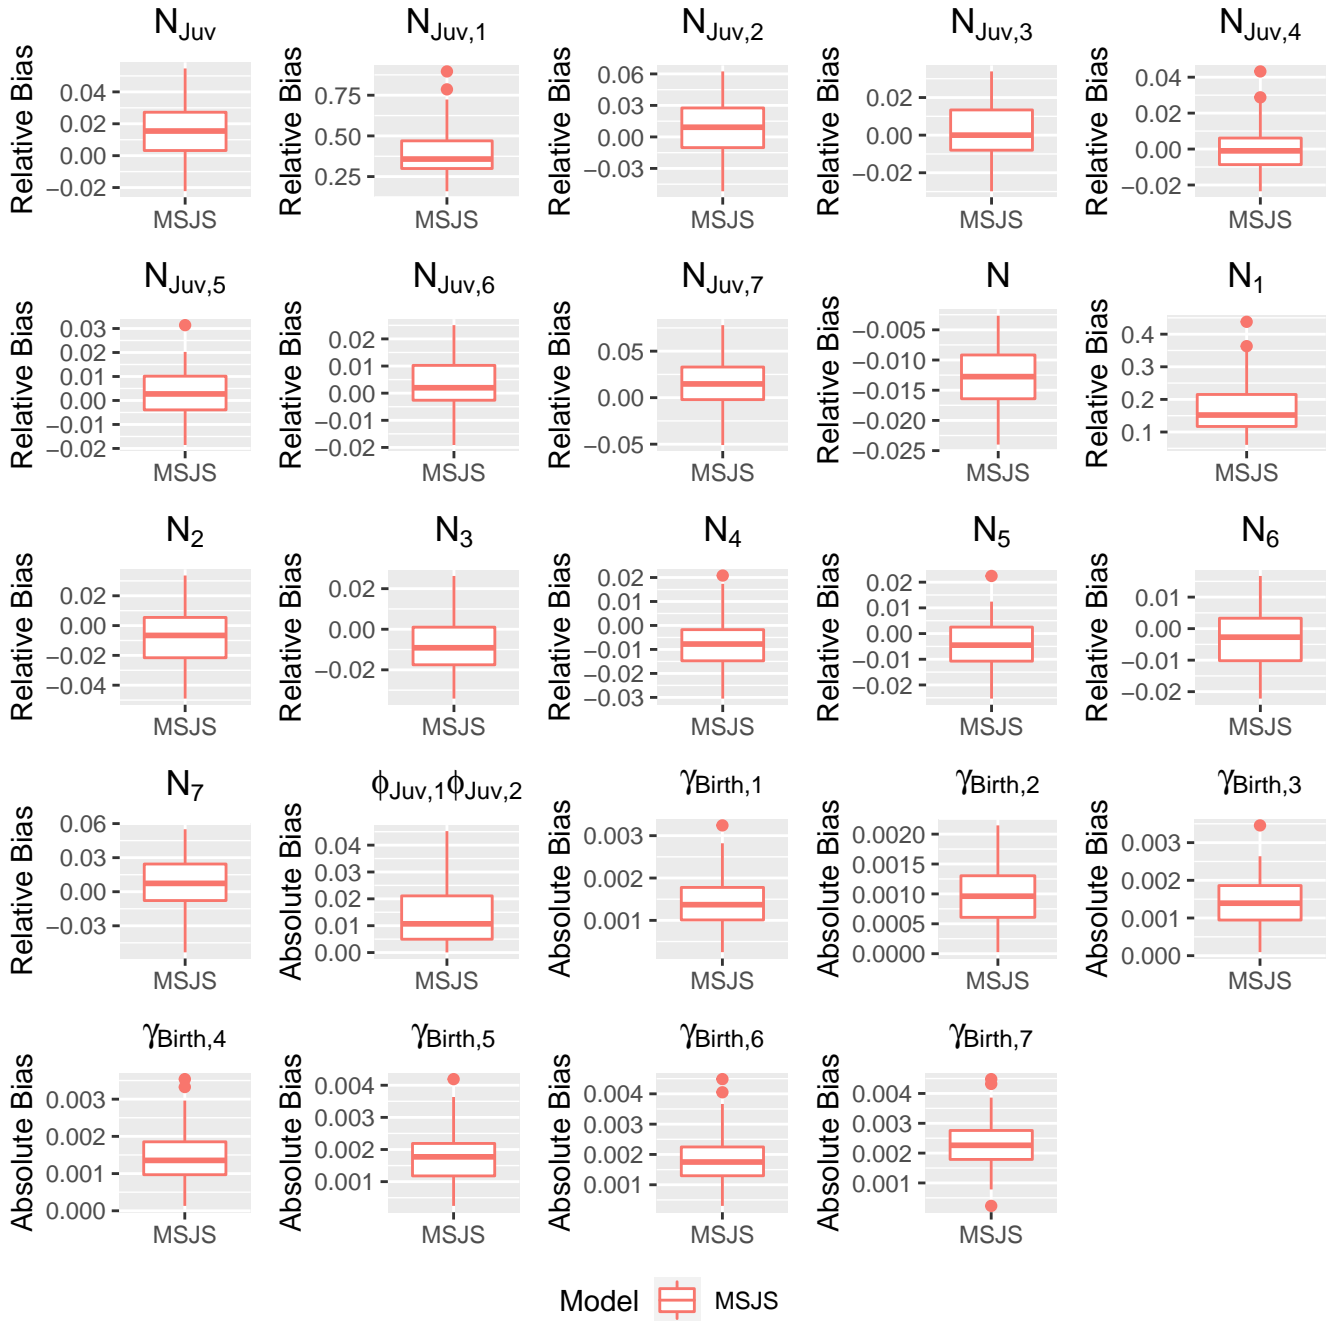 N_Juv N_Juv,1 N_Juv,2 N_Juv,3 N_Juv,4
Relative Bias 0.04 0.02 0.00 −0.02 MSJS
Relative Bias 0.75 0.50 0.25 MSJS
Relative Bias 0.06 0.03 0.00 −0.03 MSJS
Relative Bias 0.02 0.00 −0.02 MSJS
Relative Bias 0.04 0.02 0.00 −0.02 MSJS
N_Juv,5 N_Juv,6 N_Juv,7 N N_1
Relative Bias 0.03 0.02 0.01 0.00 −0.01 −0.02 MSJS
Relative Bias 0.02 0.01 0.00 −0.01 −0.02 MSJS
Relative Bias 0.05 0.00 −0.05 MSJS
Relative Bias −0.005 −0.010 −0.015 −0.020 −0.025 MSJS
Relative Bias 0.4 0.3 0.2 0.1 MSJS
N_2 N_3 N_4 N_5 N_6
Relative Bias 0.02 0.00 −0.02 −0.04 MSJS
Relative Bias 0.02 0.00 −0.02 MSJS
Relative Bias 0.02 0.01 0.00 −0.01 −0.02 −0.03 MSJS
Relative Bias 0.02 0.01 0.00 −0.01 −0.02 MSJS
Relative Bias 0.01 0.00 −0.01 −0.02 MSJS
N_7 ϕ_Juv,1ϕ_Juv,2 γ_Birth,1 γ_Birth,2 γ_Birth,3
Relative Bias 0.06 0.03 0.00 −0.03 MSJS
Absolute Bias 0.04 0.03 0.02 0.01 0.00 MSJS
Absolute Bias 0.003 0.002 0.001 MSJS
Absolute Bias 0.0020 0.0015 0.0010 0.0005 0.0000 MSJS
Absolute Bias 0.003 0.002 0.001 0.000 MSJS
γ_Birth,4 γ_Birth,5 γ_Birth,6 γ_Birth,7
Absolute Bias 0.003 0.002 0.001 0.000 MSJS
Absolute Bias 0.004 0.003 0.002 0.001 MSJS
Absolute Bias 0.004 0.003 0.002 0.001 MSJS
Absolute Bias 0.004 0.003 0.002 0.001 MSJS
Model MSJS